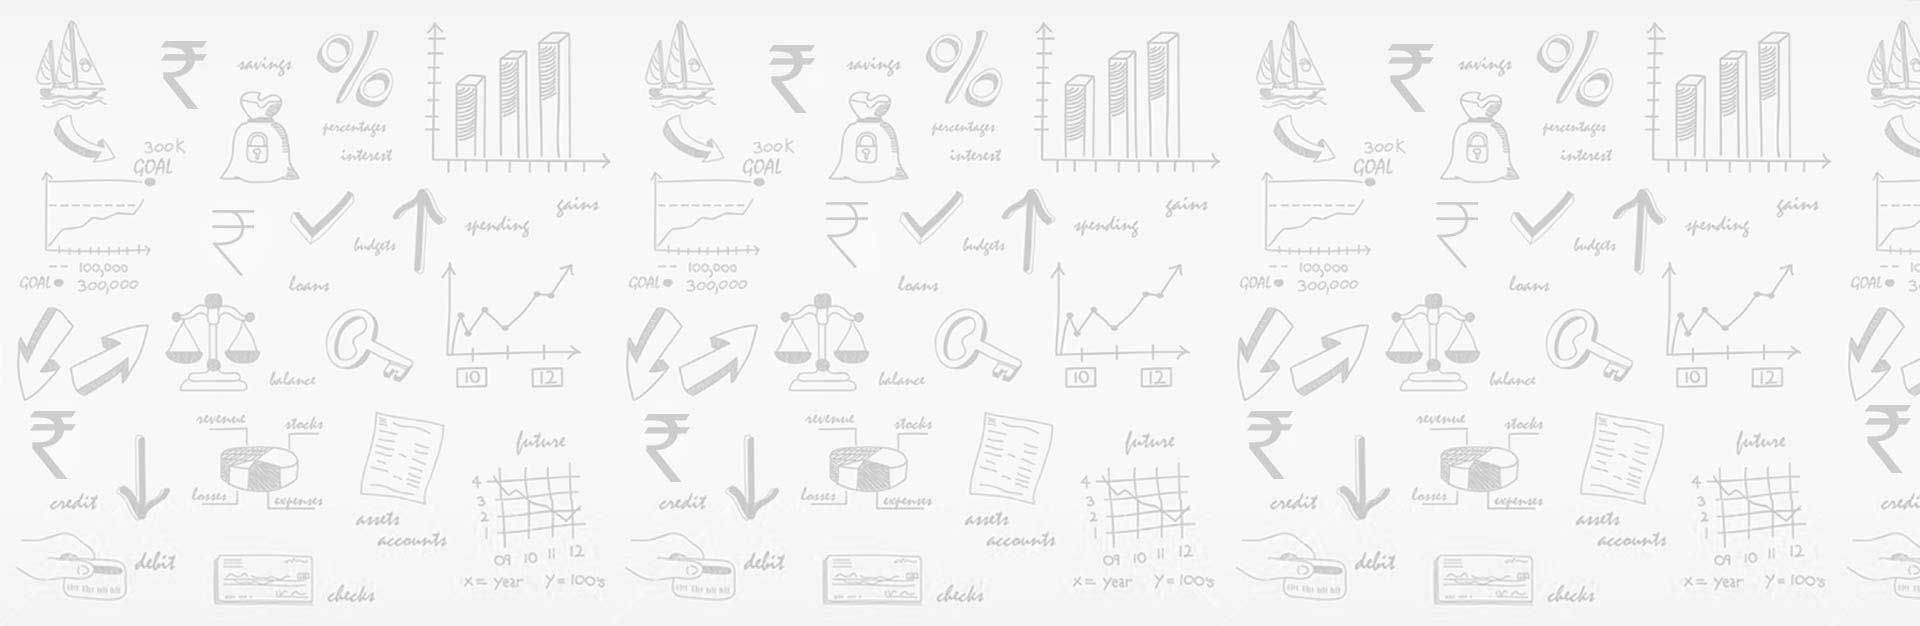 ₹
savings
%
percentages
interest
300K
GOAL
₹
gains
spending
budgets
100,000
GOAL 300,000
loans
balance
10 12
₹
revenue
stocks
losses
expenses
future
credit
assets
accounts
4
3
2
1
09 10 11 12
debit
x = year y = 100's
checks
₹
savings
%
percentages
interest
300K
GOAL
₹
gains
spending
budgets
100,000
GOAL 300,000
loans
balance
10 12
₹
revenue
stocks
losses
expenses
future
credit
assets
accounts
4
3
2
1
09 10 11 12
debit
x = year y = 100's
checks
₹
savings
%
percentages
interest
300K
GOAL
₹
gains
spending
budgets
100,000
GOAL 300,000
loans
balance
10 12
₹
revenue
stocks
losses
expenses
future
credit
assets
accounts
4
3
2
1
09 10 11 12
debit
x = year y = 100's
checks
GOAL
₹